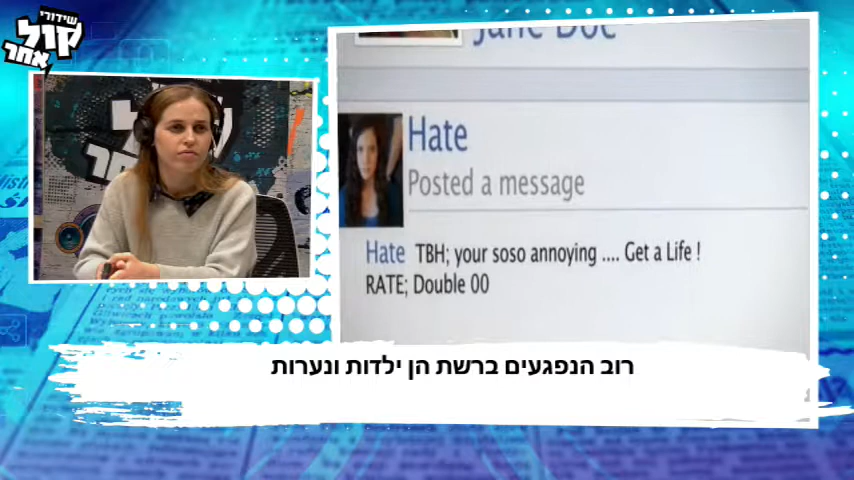 שידורי
קול
אחר
Jane Doe
Hate
Posted a message
Hate TBH; your soso annoying .... Get a Life !
RATE; Double 00
רוב הנפגעים ברשת הן ילדות ונערות